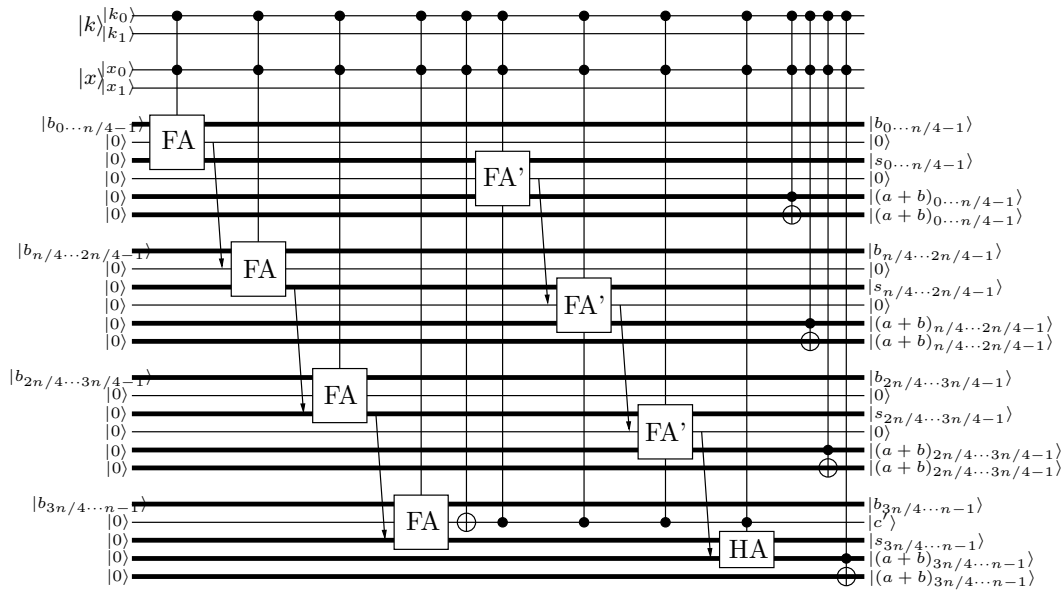 |k⟩ |k₀⟩
|k₁⟩
|x⟩ |x₀⟩
|x₁⟩
|b₀⋯ₙ/₄₋₁⟩ FA |b₀⋯ₙ/₄₋₁⟩
|0⟩ |0⟩
|0⟩ |s₀⋯ₙ/₄₋₁⟩
|0⟩ FA' |0⟩
|0⟩ |(a + b)₀⋯ₙ/₄₋₁⟩
|0⟩ |(a + b)₀⋯ₙ/₄₋₁⟩
|bₙ/₄⋯₂ₙ/₄₋₁⟩ |bₙ/₄⋯₂ₙ/₄₋₁⟩
|0⟩ FA |0⟩
|0⟩ |sₙ/₄⋯₂ₙ/₄₋₁⟩
|0⟩ FA' |0⟩
|0⟩ |(a + b)ₙ/₄⋯₂ₙ/₄₋₁⟩
|0⟩ |(a + b)ₙ/₄⋯₂ₙ/₄₋₁⟩
|b₂ₙ/₄⋯₃ₙ/₄₋₁⟩ |b₂ₙ/₄⋯₃ₙ/₄₋₁⟩
|0⟩ FA |0⟩
|0⟩ |s₂ₙ/₄⋯₃ₙ/₄₋₁⟩
|0⟩ FA' |0⟩
|0⟩ |(a + b)₂ₙ/₄⋯₃ₙ/₄₋₁⟩
|0⟩ |(a + b)₂ₙ/₄⋯₃ₙ/₄₋₁⟩
|b₃ₙ/₄⋯ₙ₋₁⟩ |b₃ₙ/₄⋯ₙ₋₁⟩
|0⟩ FA |c'⟩
|0⟩ HA |s₃ₙ/₄⋯ₙ₋₁⟩
|0⟩ |(a + b)₃ₙ/₄⋯ₙ₋₁⟩
|0⟩ |(a + b)₃ₙ/₄⋯ₙ₋₁⟩